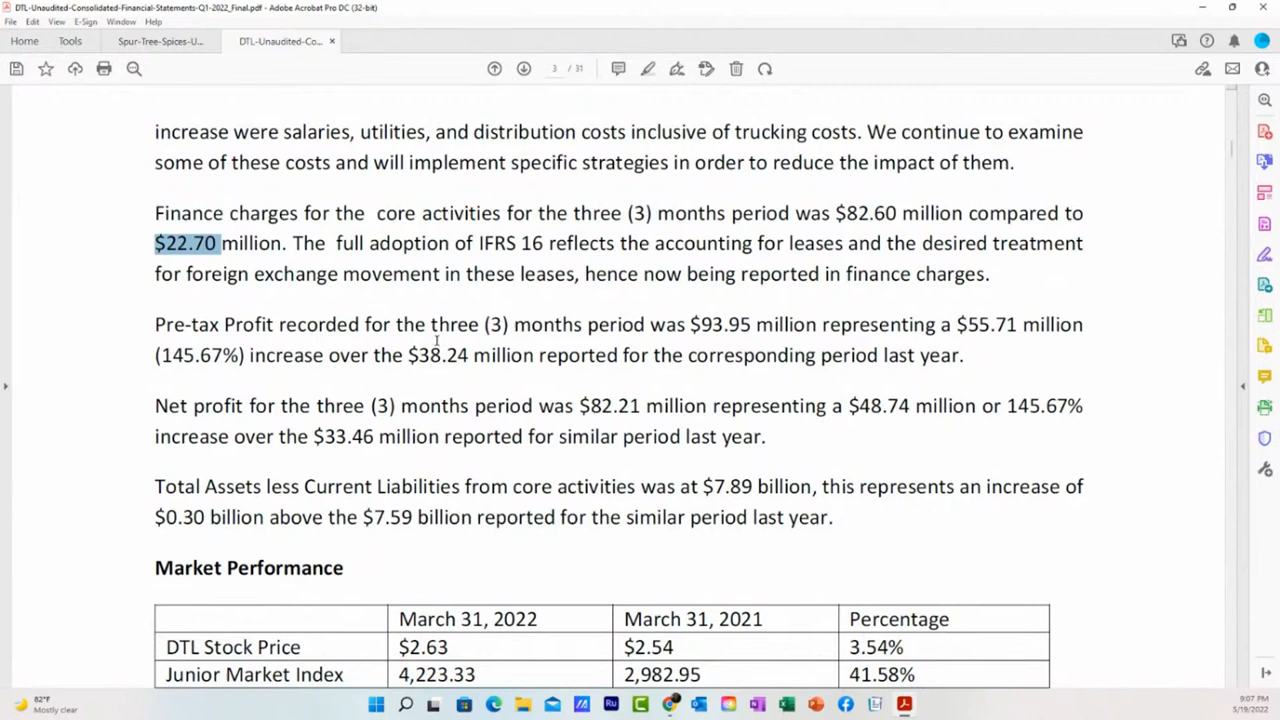 DTL-Unaudited-Consolidated-Financial-Statements-Q1-2022_Final.pdf - Adobe Acrobat Pro DC (32-bit)
File Edit View E-Sign Window Help
Home Tools Spur-Tree-Spices-U... DTL-Unaudited-Co... ×
3 / 31
increase were salaries, utilities, and distribution costs inclusive of trucking costs. We continue to examine
some of these costs and will implement specific strategies in order to reduce the impact of them.
Finance charges for the core activities for the three (3) months period was $82.60 million compared to
$22.70 million. The full adoption of IFRS 16 reflects the accounting for leases and the desired treatment
for foreign exchange movement in these leases, hence now being reported in finance charges.
Pre-tax Profit recorded for the three (3) months period was $93.95 million representing a $55.71 million
(145.67%) increase over the $38.24 million reported for the corresponding period last year.
Net profit for the three (3) months period was $82.21 million representing a $48.74 million or 145.67%
increase over the $33.46 million reported for similar period last year.
Total Assets less Current Liabilities from core activities was at $7.89 billion, this represents an increase of
$0.30 billion above the $7.59 billion reported for the similar period last year.
Market Performance
March 31, 2022 March 31, 2021 Percentage
DTL Stock Price $2.63 $2.54 3.54%
Junior Market Index 4,223.33 2,982.95 41.58%
82°F
Mostly clear
Ru
9:07 PM
5/19/2022